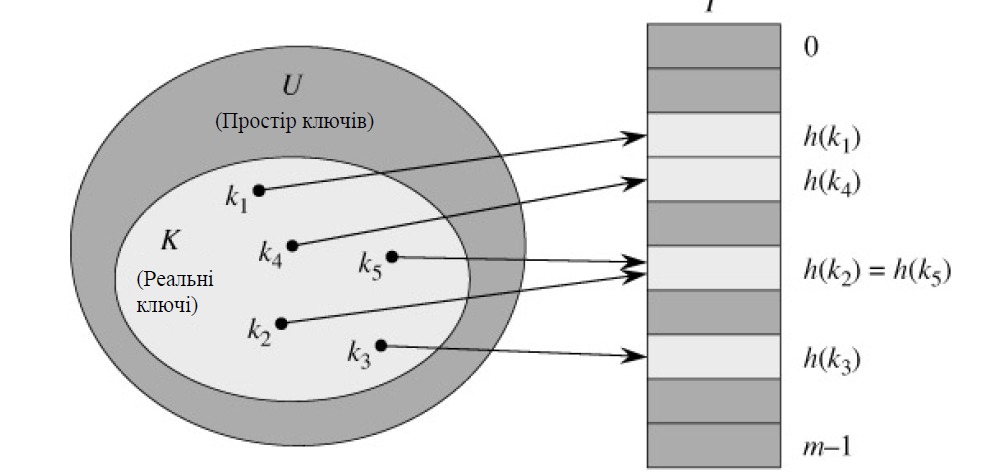 T
U
(Простір ключів)
K
(Реальні
ключі)
k1
k4
k5
k2
k3
0
h(k1)
h(k4)
h(k2) = h(k5)
h(k3)
m–1